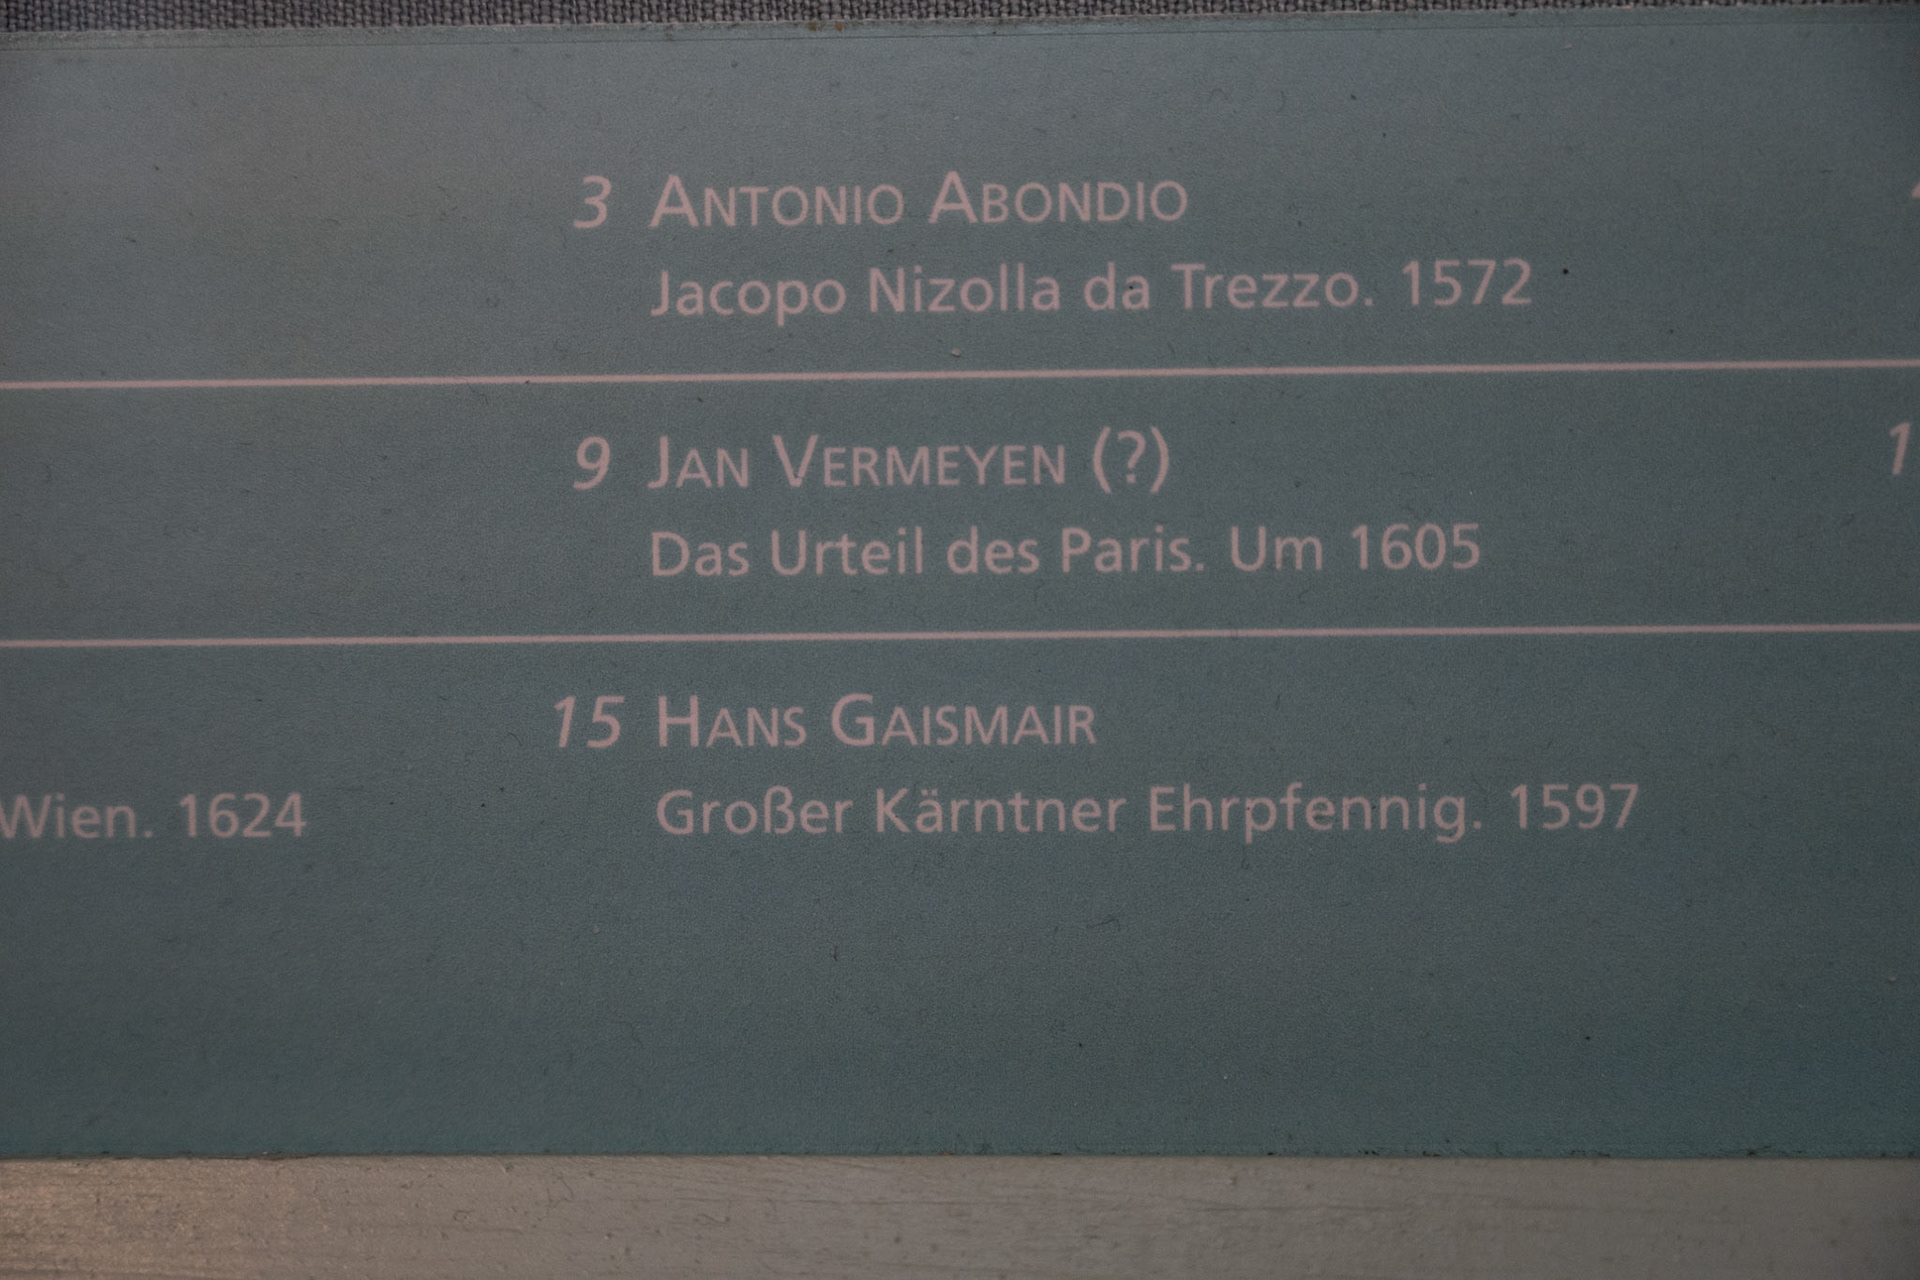 3 ANTONIO ABONDIO
Jacopo Nizolla da Trezzo. 1572
9 JAN VERMEYEN (?)
Das Urteil des Paris. Um 1605
15 HANS GAISMAIR
Wien. 1624
Großer Kärntner Ehrpfennig. 1597